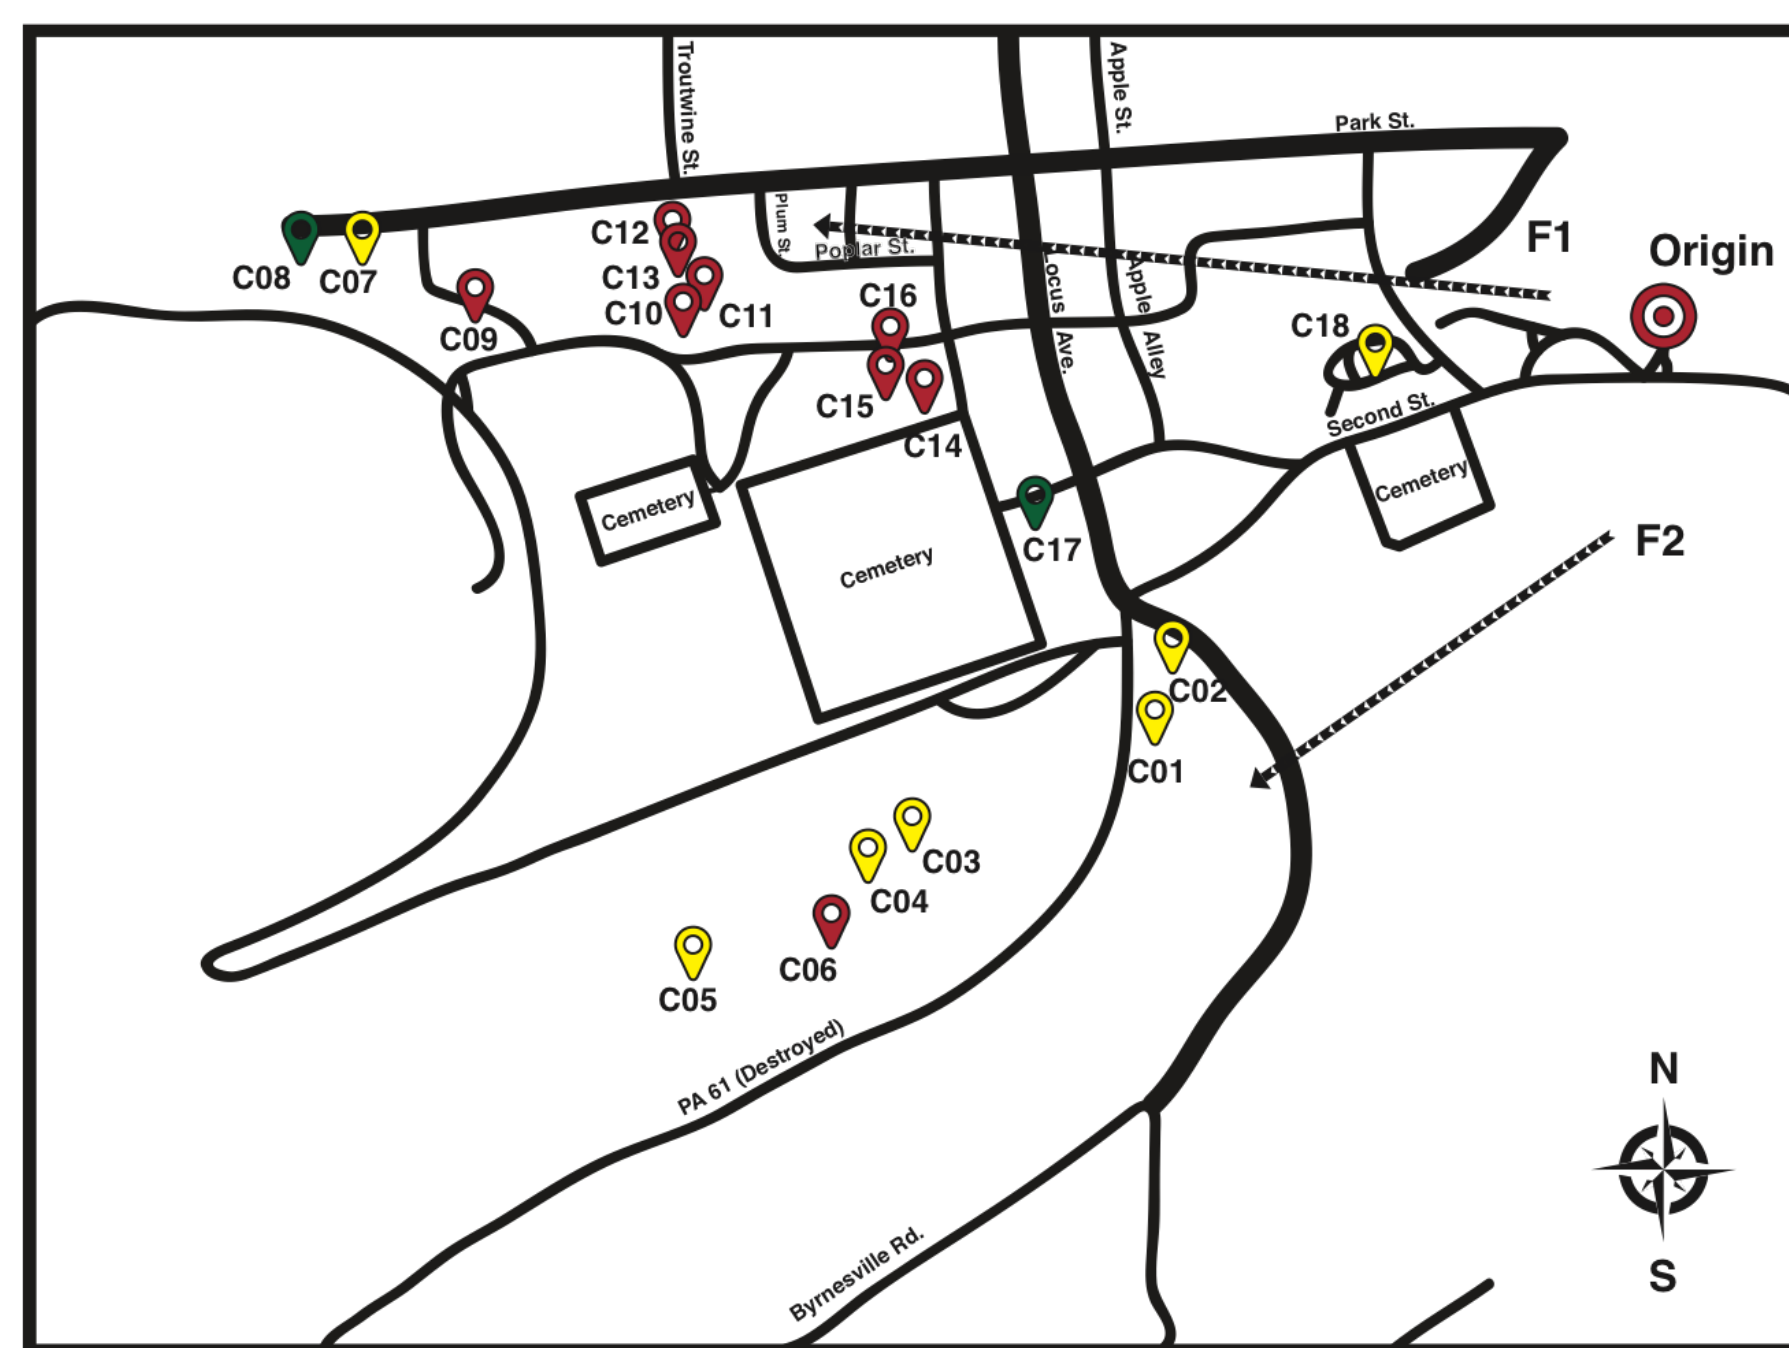 Troutwine St.
Apple St.
Park St.
Plum St.
Poplar St.
F1
Origin
C12
C13
C08
C07
C10
C11
C09
C16
Locus Ave.
Apple Alley
C18
C15
C14
Second St.
Cemetery
Cemetery
Cemetery
C17
F2
C02
C01
C03
C04
C06
C05
PA 61 (Destroyed)
N
Byrnesville Rd.
S